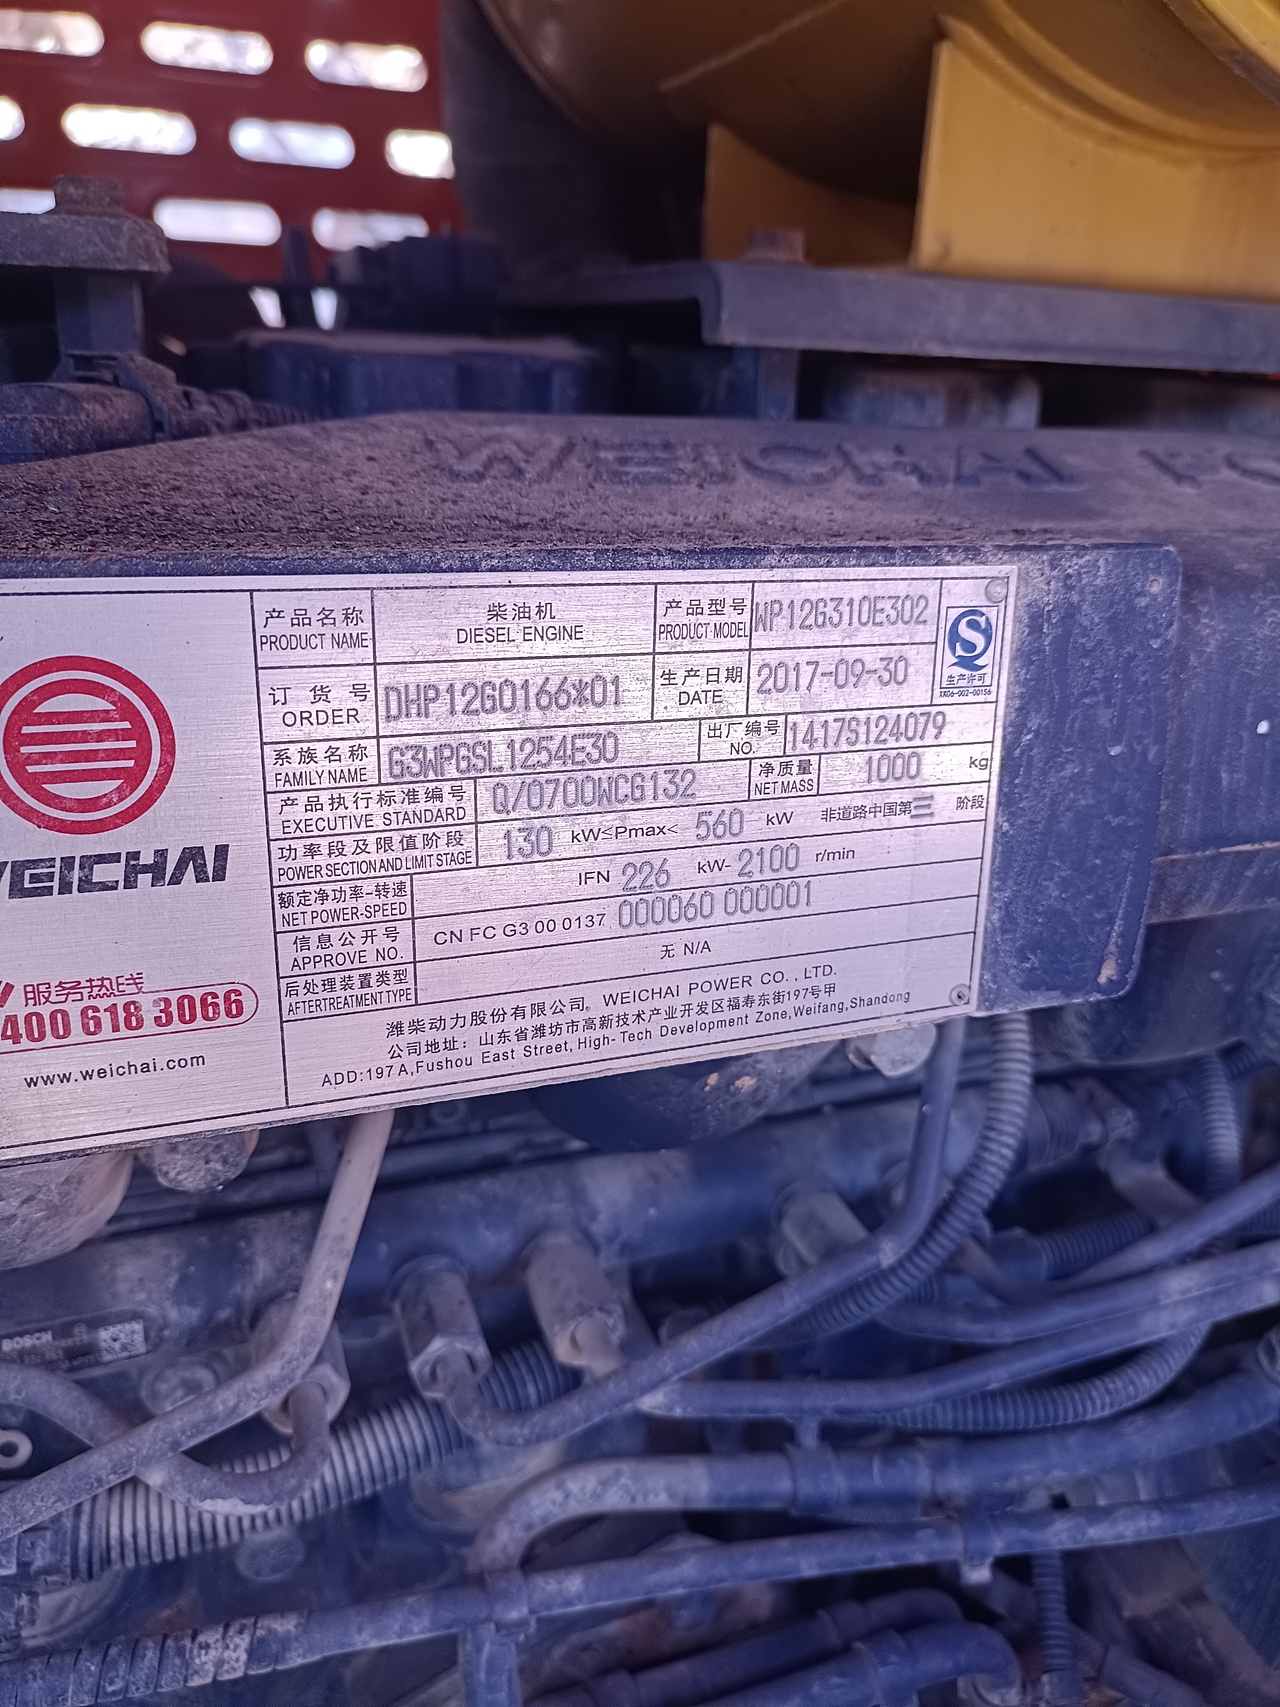 WEICHAI PO
产品名称 柴油机 产品型号 WP12G310E302
PRODUCT NAME DIESEL ENGINE PRODUCT MODEL
订货号 DHP12G0166*01 生产日期 2017-09-30
ORDER DATE
S
生产许可
XK06-002-00156
系族名称 G3WPGSL1254E30 出厂编号 1417S124079
FAMILY NAME NO.
产品执行标准编号 Q/0700WCG132 净质量 1000 kg
EXECUTIVE STANDARD NET MASS
功率段及限值阶段 130 kW≤Pmax< 560 kW 非道路中国第三阶段
POWER SECTION AND LIMIT STAGE
额定净功率-转速 IFN 226 kW- 2100 r/min
NET POWER-SPEED
信息公开号 CN FC G3 00 0137 000060 000001
APPROVE NO.
后处理装置类型 无 N/A
AFTERTREATMENT TYPE
潍柴动力股份有限公司。 WEICHAI POWER CO., LTD.
公司地址: 山东省潍坊市高新技术产业开发区福寿东街197号甲
ADD:197A,Fushou East Street,High-Tech Development Zone,Weifang,Shandong
WEICHAI
服务热线
400 618 3066
www.weichai.com
BOSCH